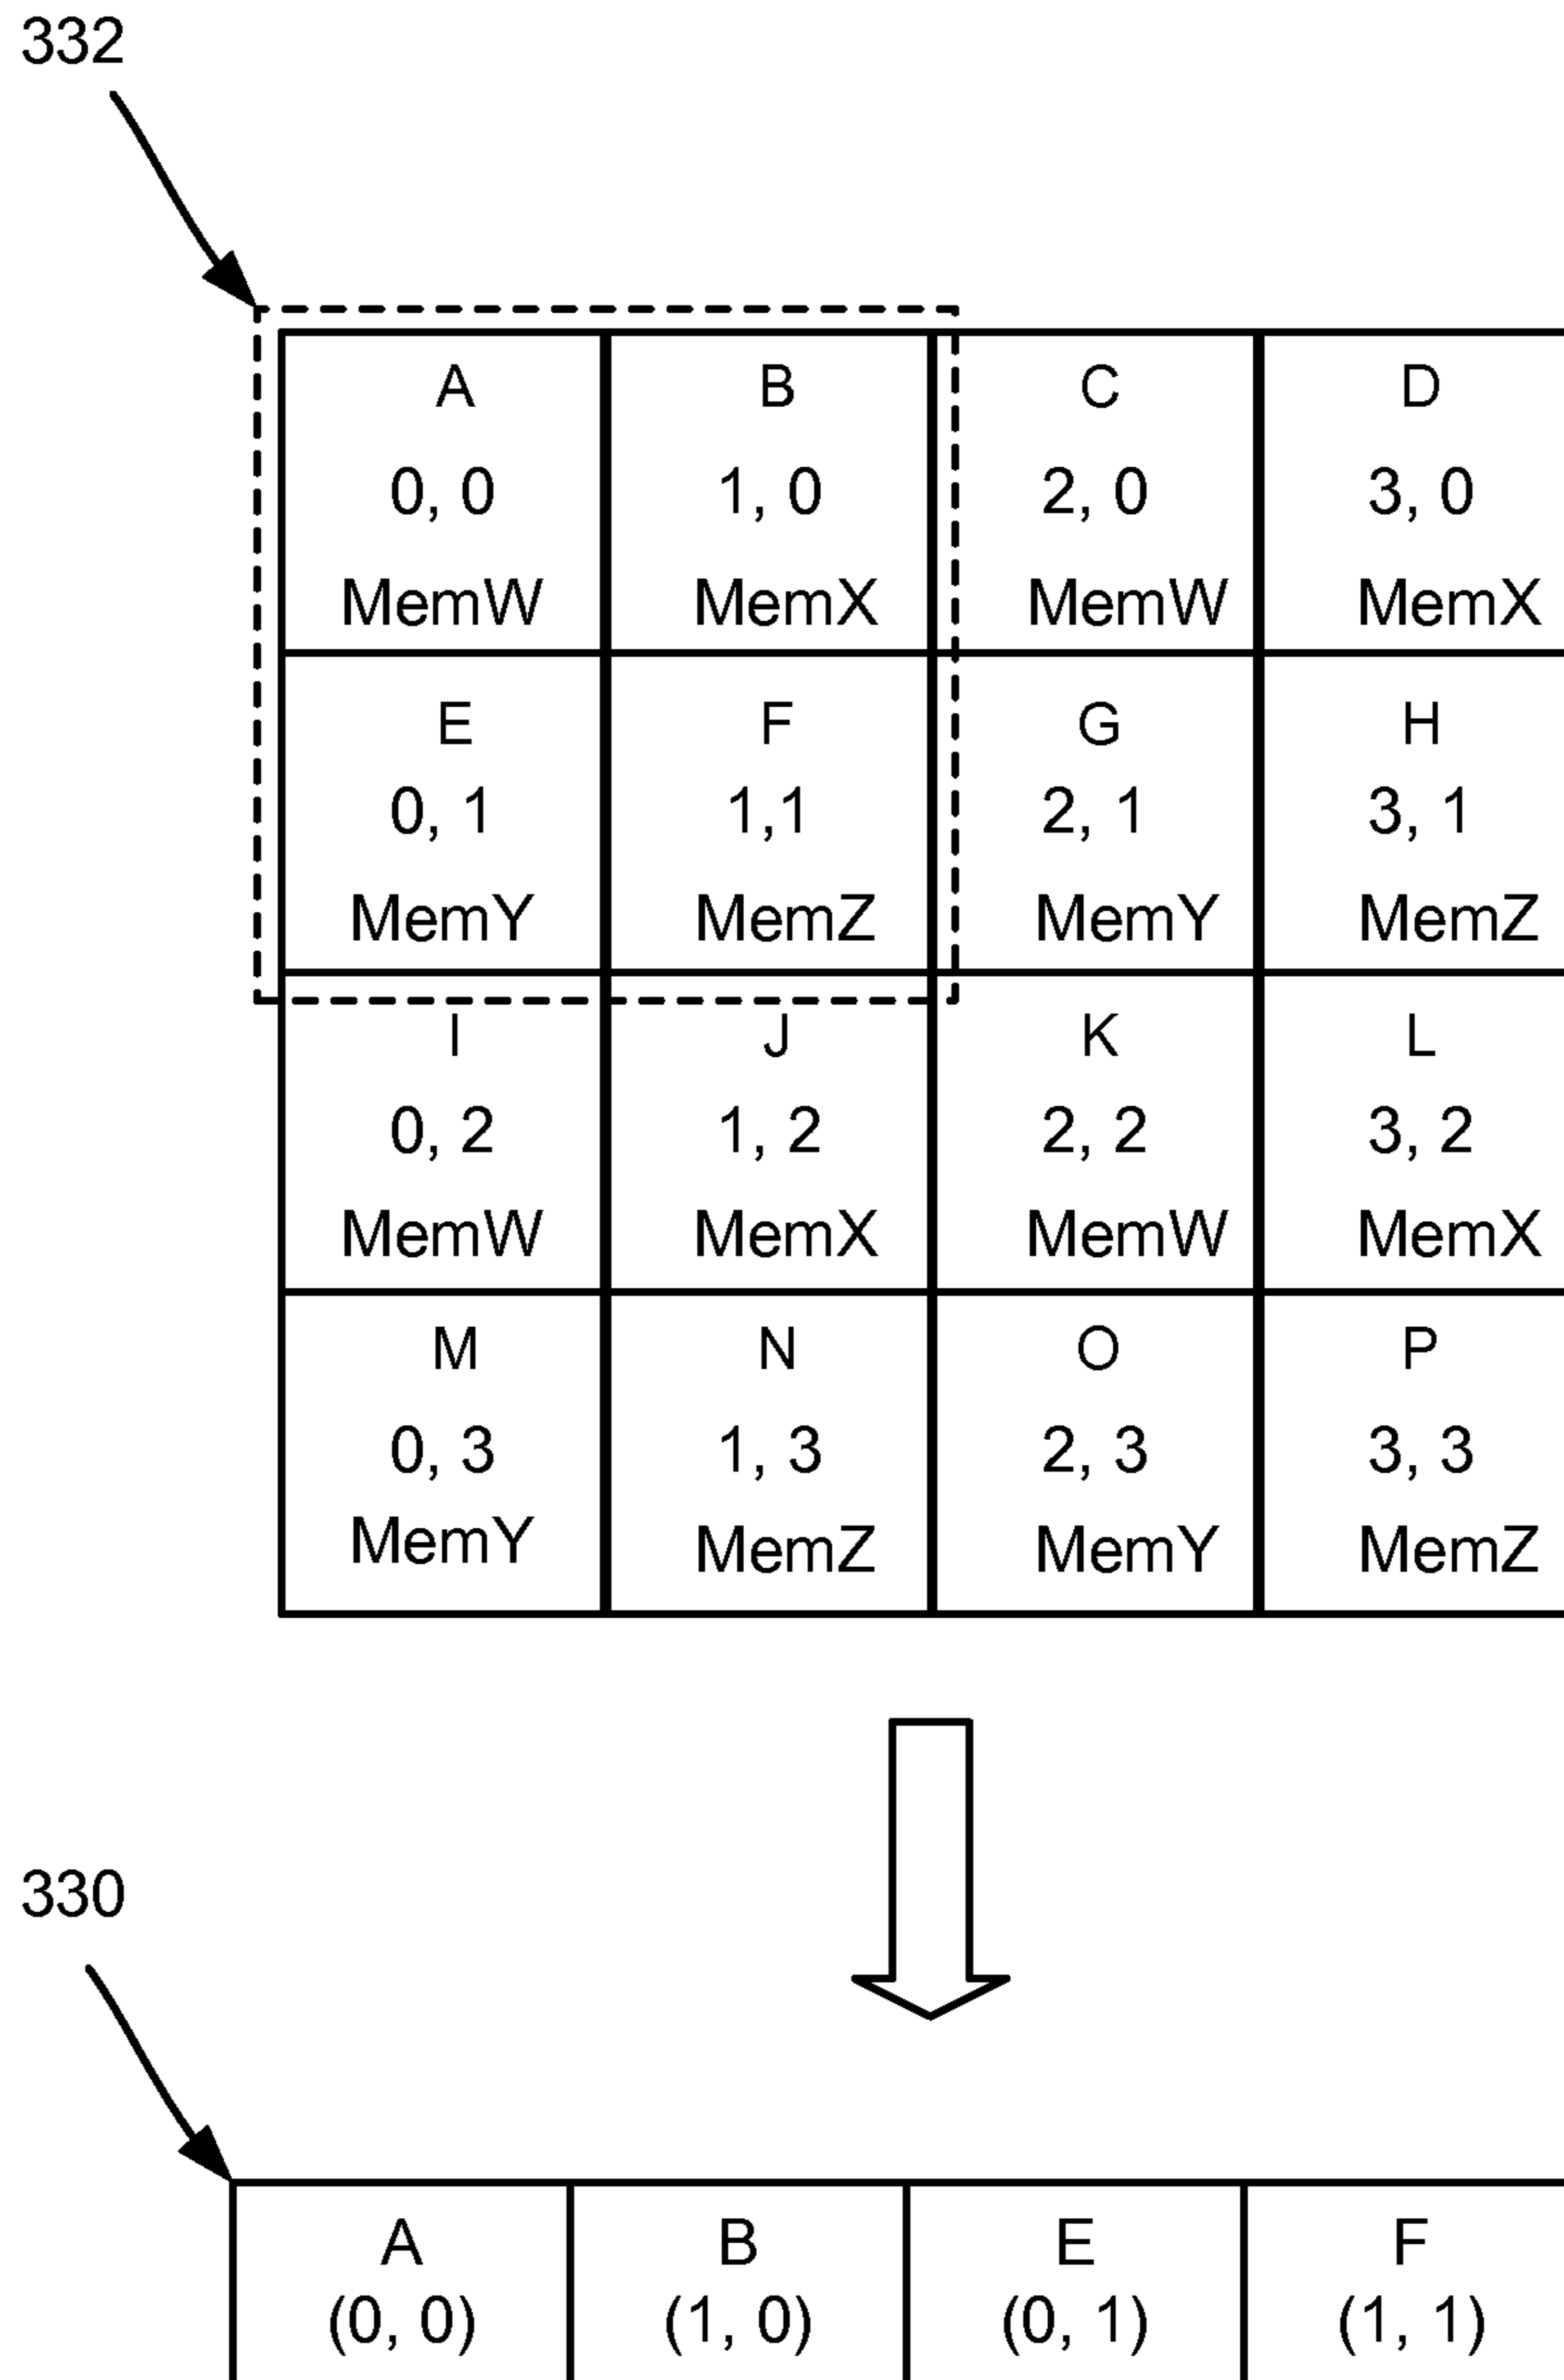 332
A B C D
0, 0 1, 0 2, 0 3, 0
MemW MemX MemW MemX
E F G H
0, 1 1,1 2, 1 3, 1
MemY MemZ MemY MemZ
I J K L
0, 2 1, 2 2, 2 3, 2
MemW MemX MemW MemX
M N O P
0, 3 1, 3 2, 3 3, 3
MemY MemZ MemY MemZ
330
A B E F
(0, 0) (1, 0) (0, 1) (1, 1)